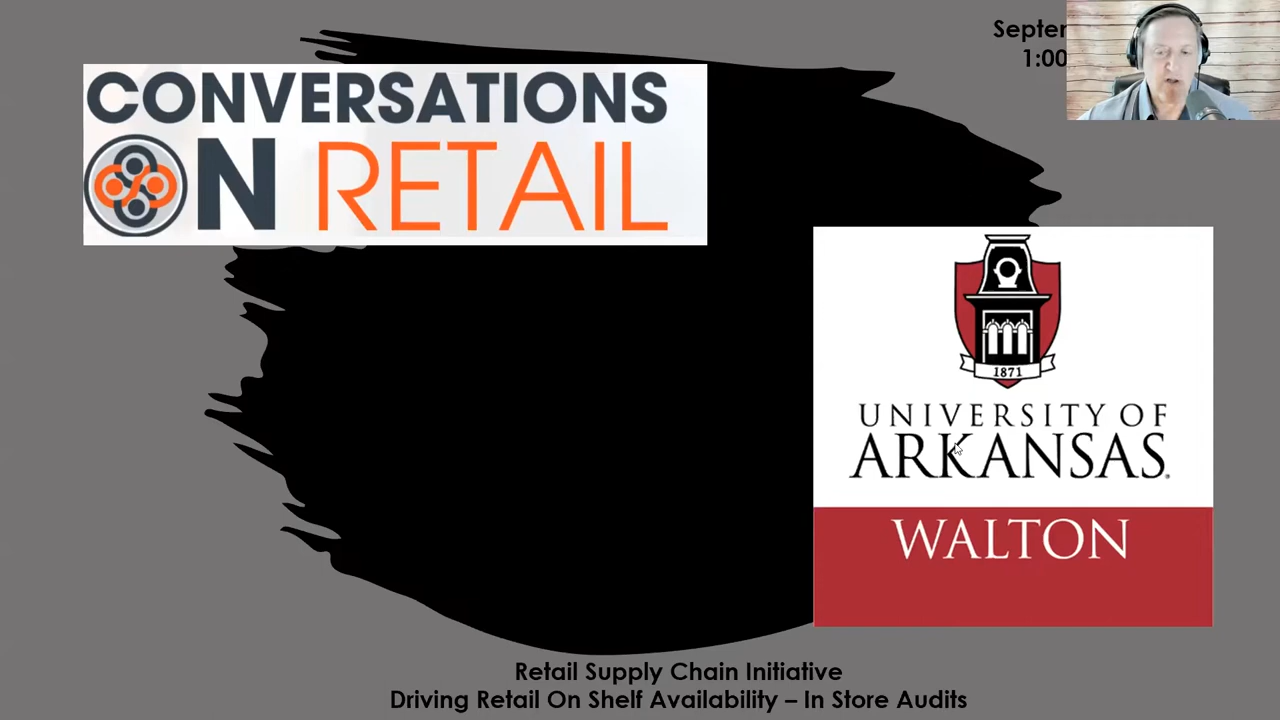 1:00
CONVERSATIONS
ON RETAIL
1871
UNIVERSITY OF
ARKANSAS
WALTON
Retail Supply Chain Initiative
Driving Retail On Shelf Availability – In Store Audits